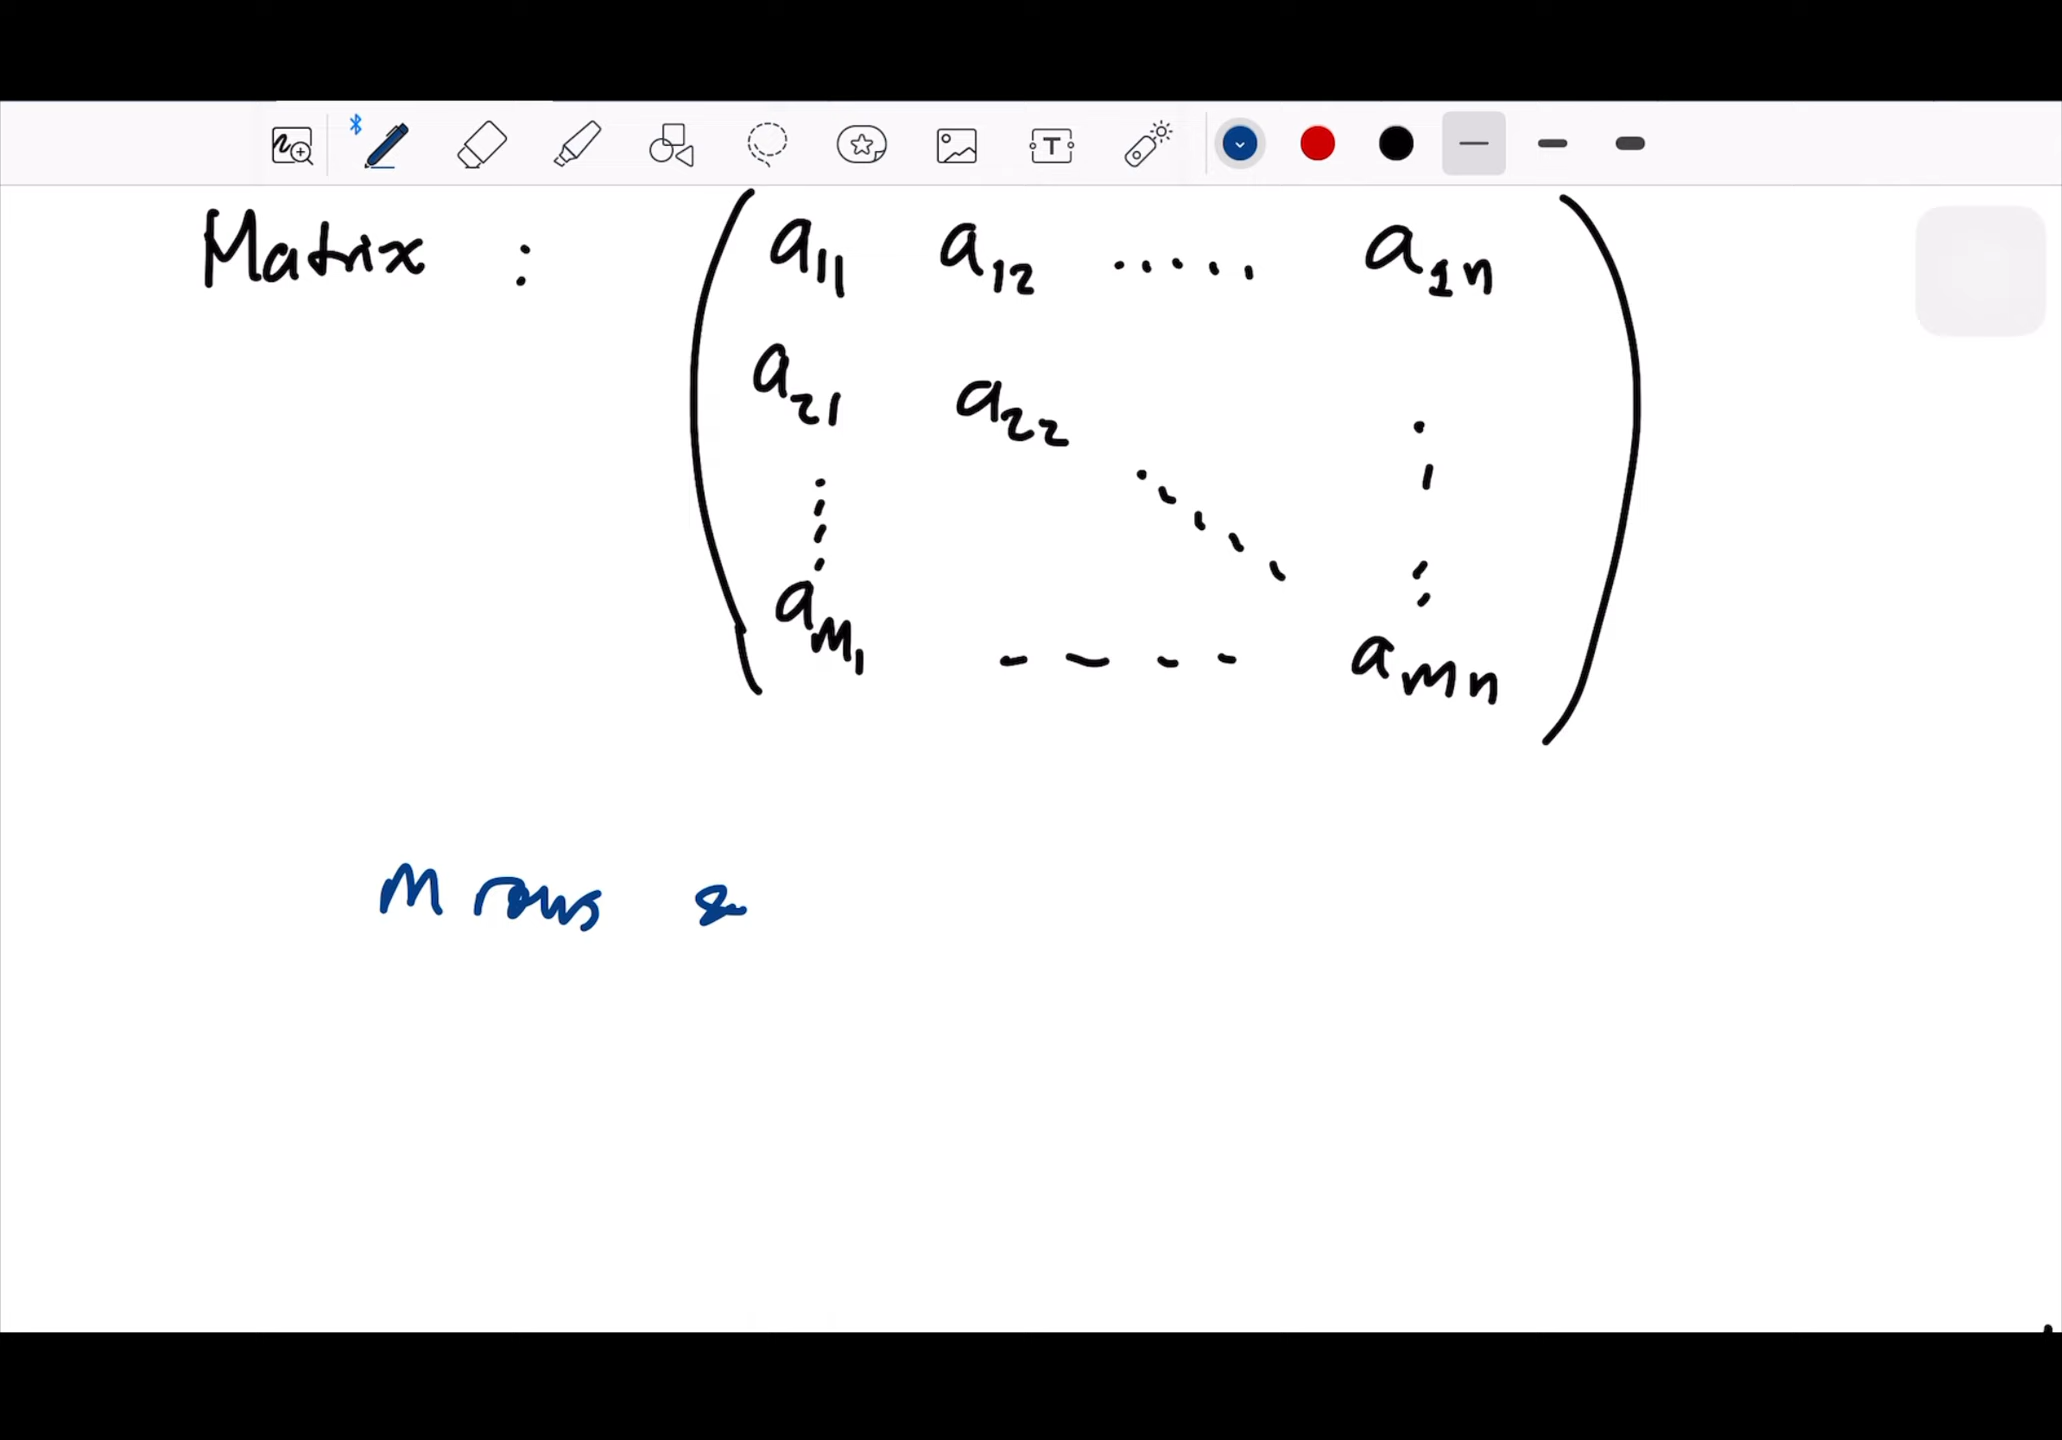 Matrix : ( a11 a12 ..... a1n
a21 a22
am1 - - - - amn )
m rows &